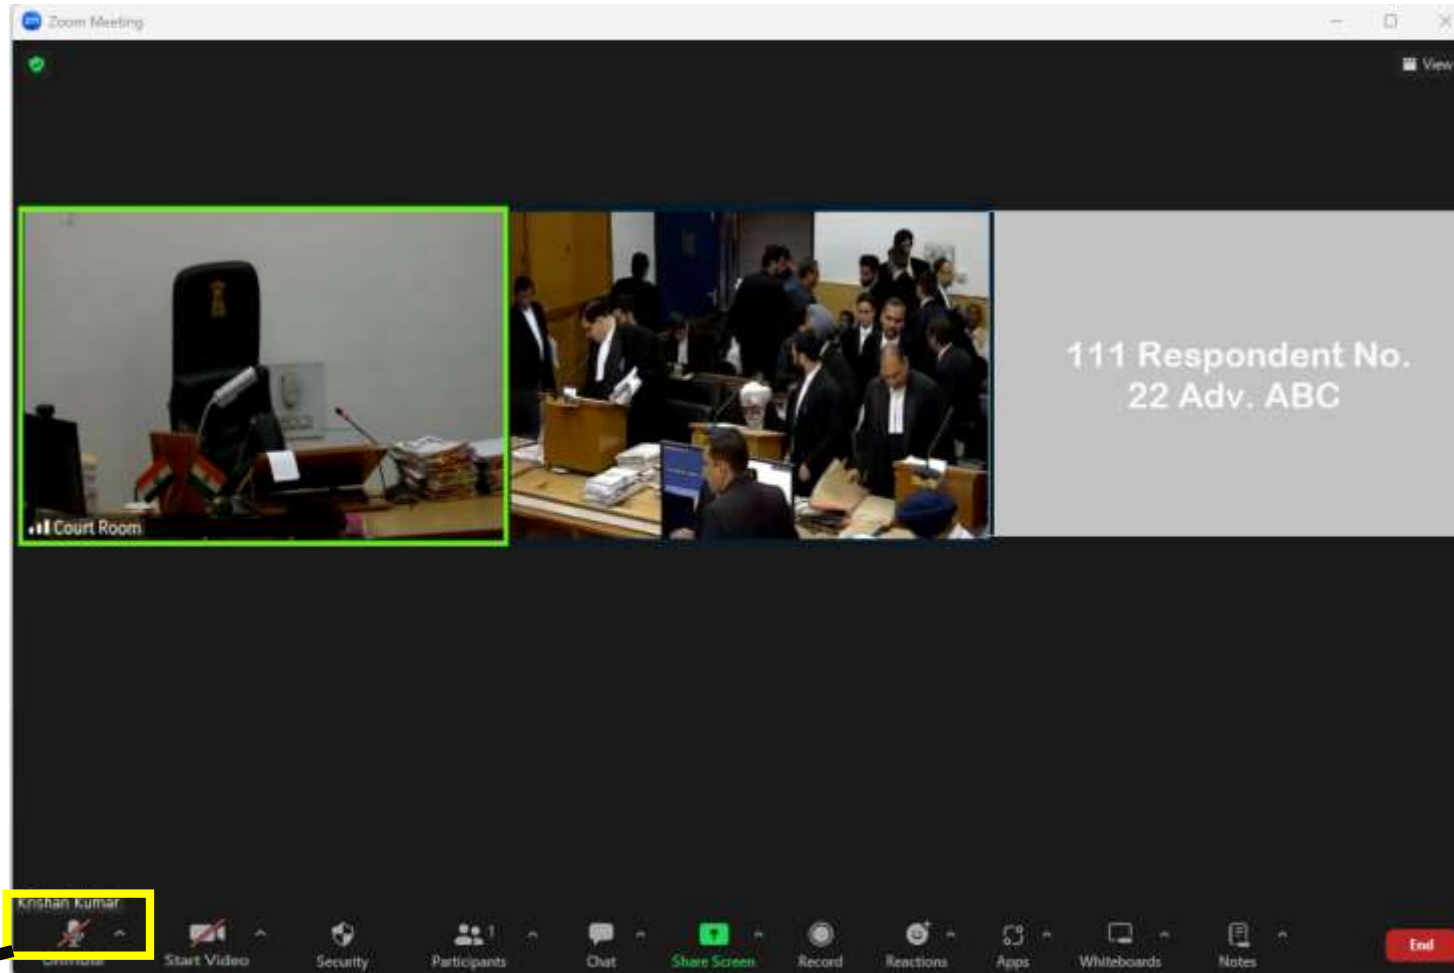 Zoom Meeting
View
111 Respondent No.
22 Adv. ABC
Court Room
Krishan Kumar
Start Video
Security
1
Participants
Chat
Share Screen
Record
Reactions
Apps
Whiteboards
Notes
End